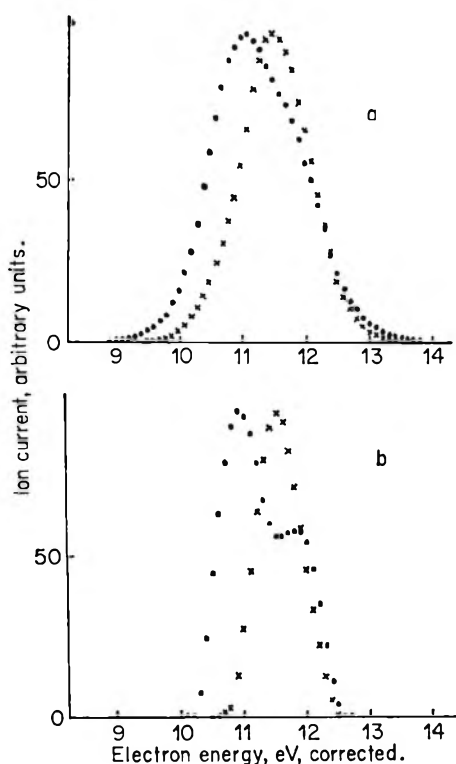 a
50
0
9 10 11 12 13 14
Ion current, arbitrary units.
b
50
0
9 10 11 12 13 14
Electron energy, eV, corrected.